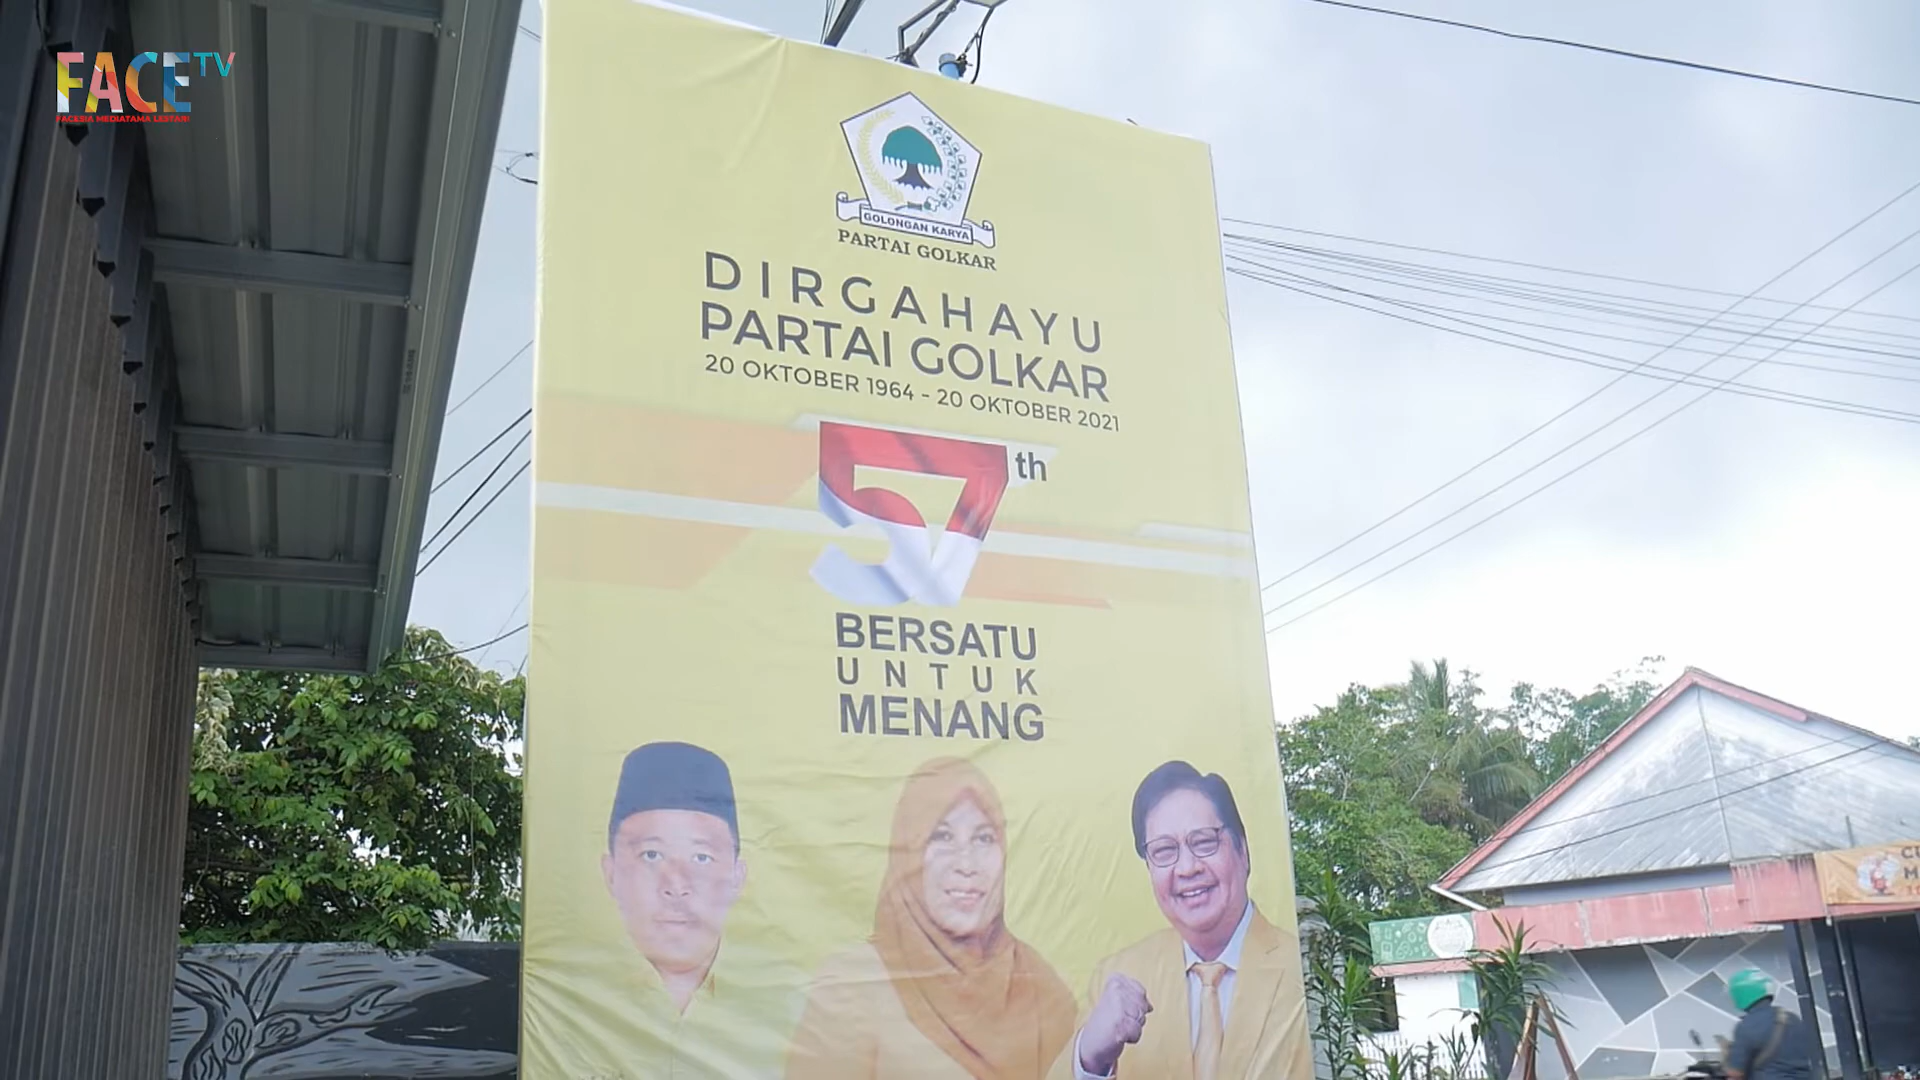 FACE TV
FACESIA MEDIATAMA LESTARI
GOLONGAN KARYA
PARTAI GOLKAR
DIRGAHAYU
PARTAI GOLKAR
20 OKTOBER 1964 - 20 OKTOBER 2021
57th
BERSATU
UNTUK
MENANG